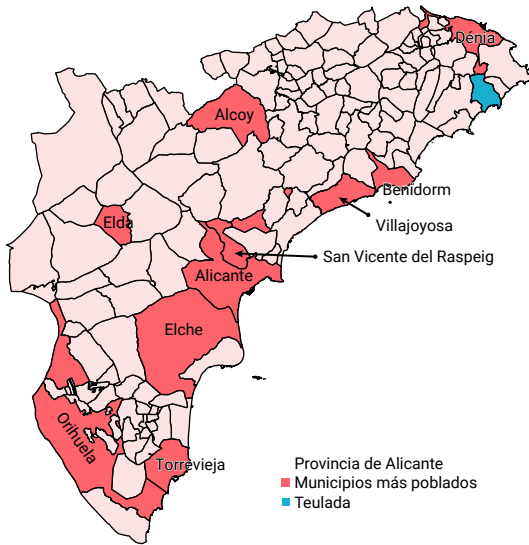 Dénia
Alcoy
Benidorm
Elda
Villajoyosa
San Vicente del Raspeig
Alicante
Elche
Orihuela
Torrevieja
Provincia de Alicante
Municipios más poblados
Teulada